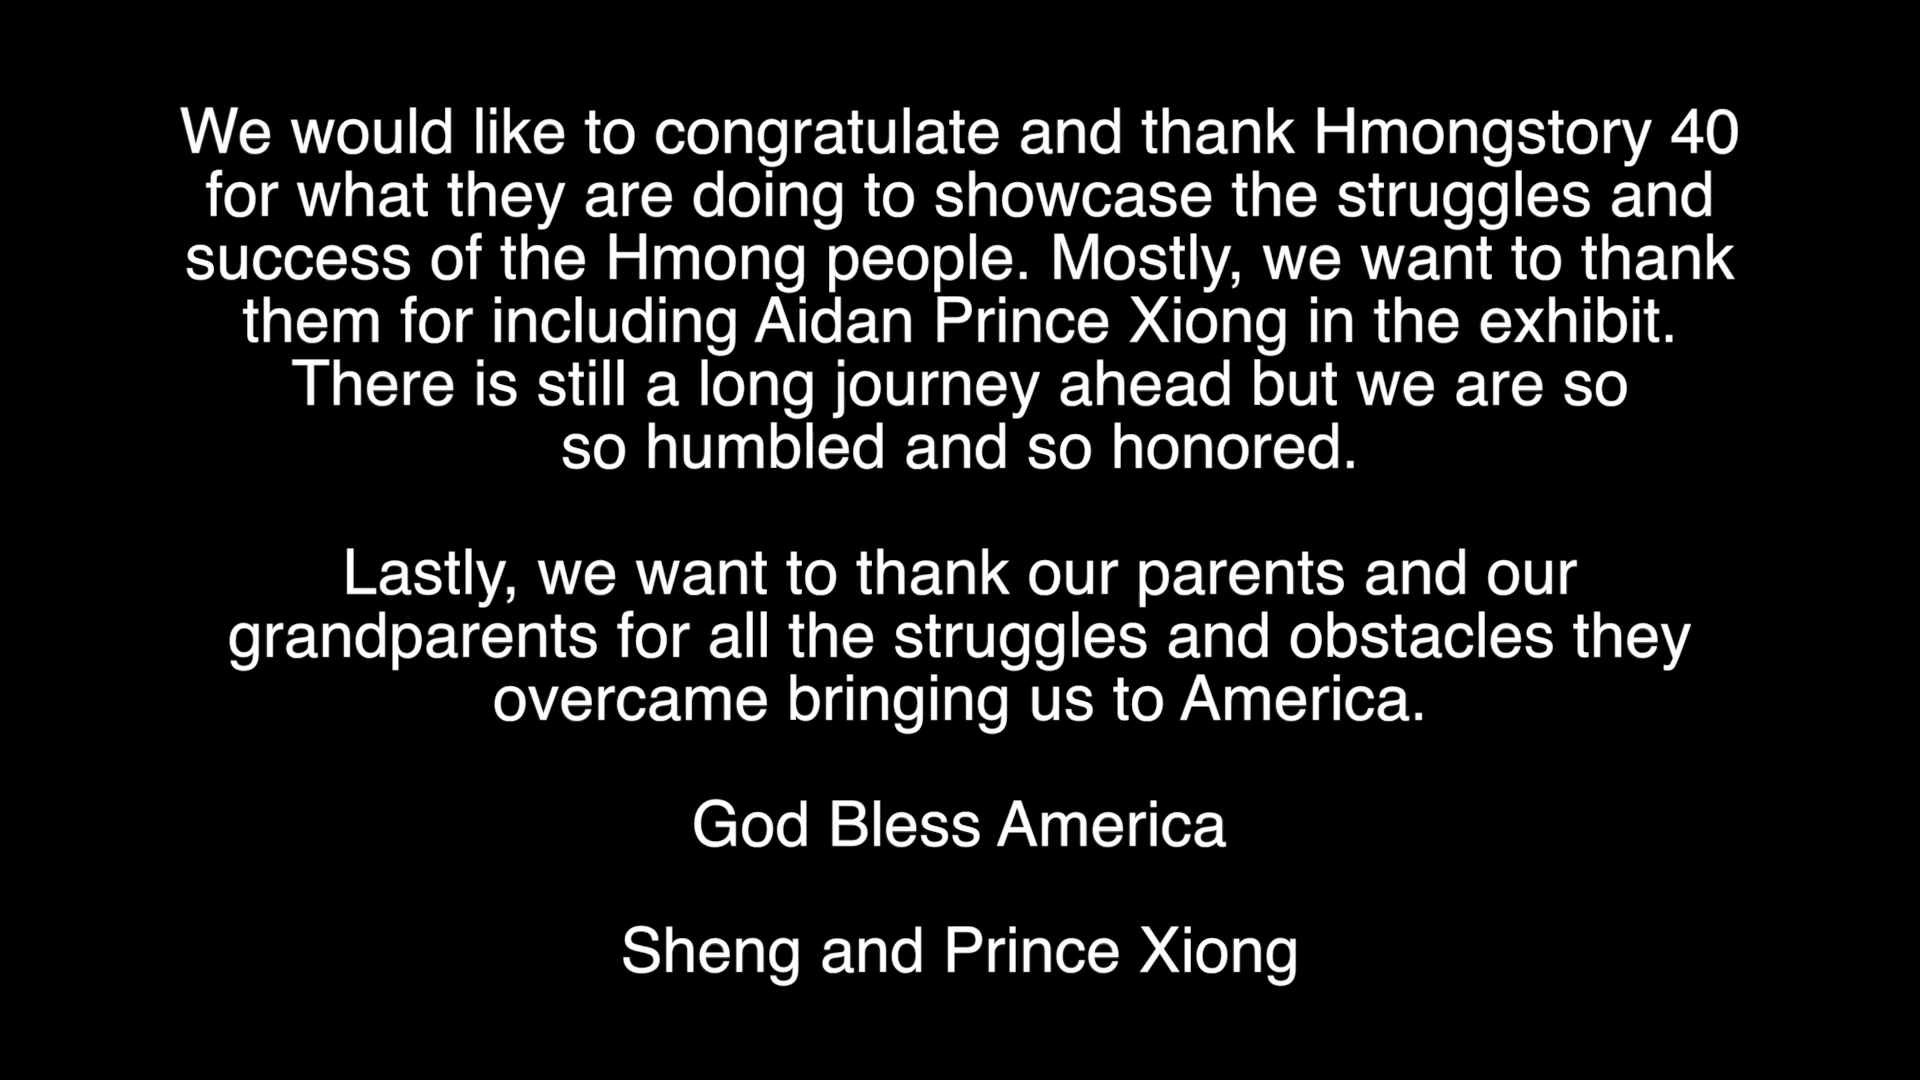 We would like to congratulate and thank Hmongstory 40
for what they are doing to showcase the struggles and
success of the Hmong people. Mostly, we want to thank
them for including Aidan Prince Xiong in the exhibit.
There is still a long journey ahead but we are so
so humbled and so honored.
Lastly, we want to thank our parents and our
grandparents for all the struggles and obstacles they
overcame bringing us to America.
God Bless America
Sheng and Prince Xiong